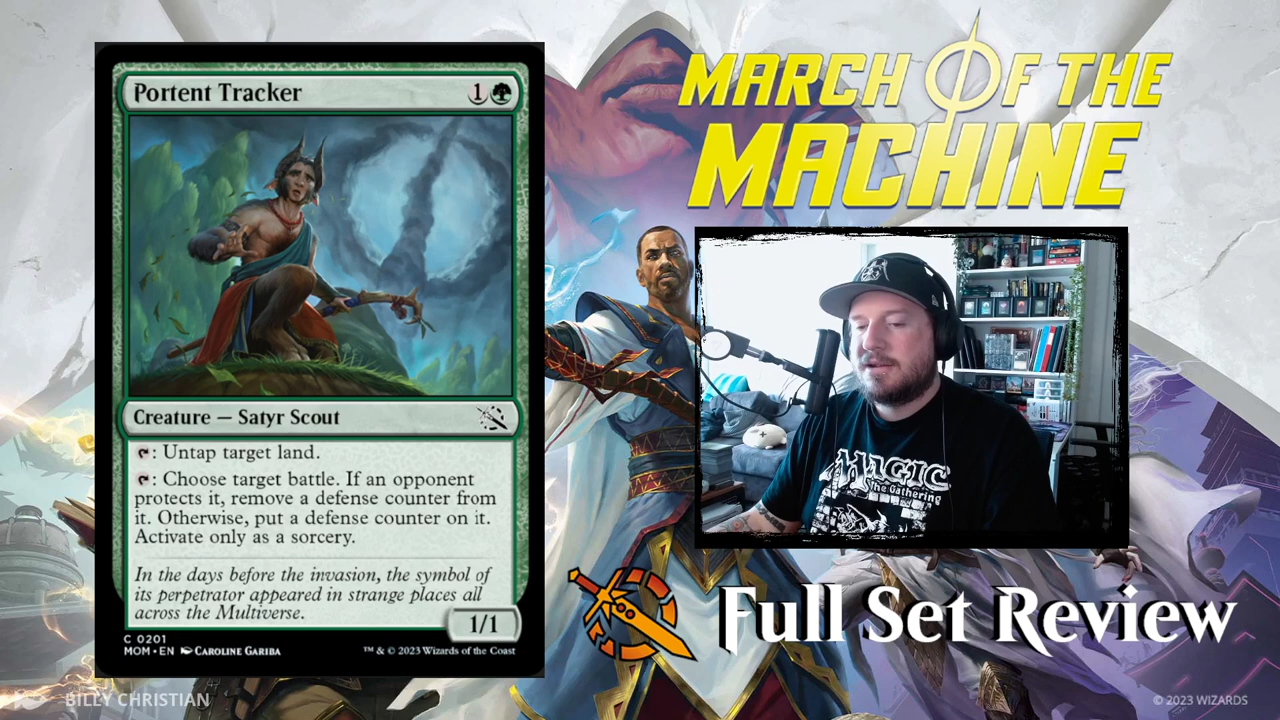 Portent Tracker
1
Creature — Satyr Scout
: Untap target land.
: Choose target battle. If an opponent
protects it, remove a defense counter from
it. Otherwise, put a defense counter on it.
Activate only as a sorcery.
In the days before the invasion, the symbol of
its perpetrator appeared in strange places all
across the Multiverse.
1/1
C 0201
MOM • EN CAROLINE GARIBA
™ & © 2023 Wizards of the Coast
MARCH OF THE
MACHINE
MAGIC
The Gathering
Full Set Review
BILLY CHRISTIAN
© 2023 WIZARDS